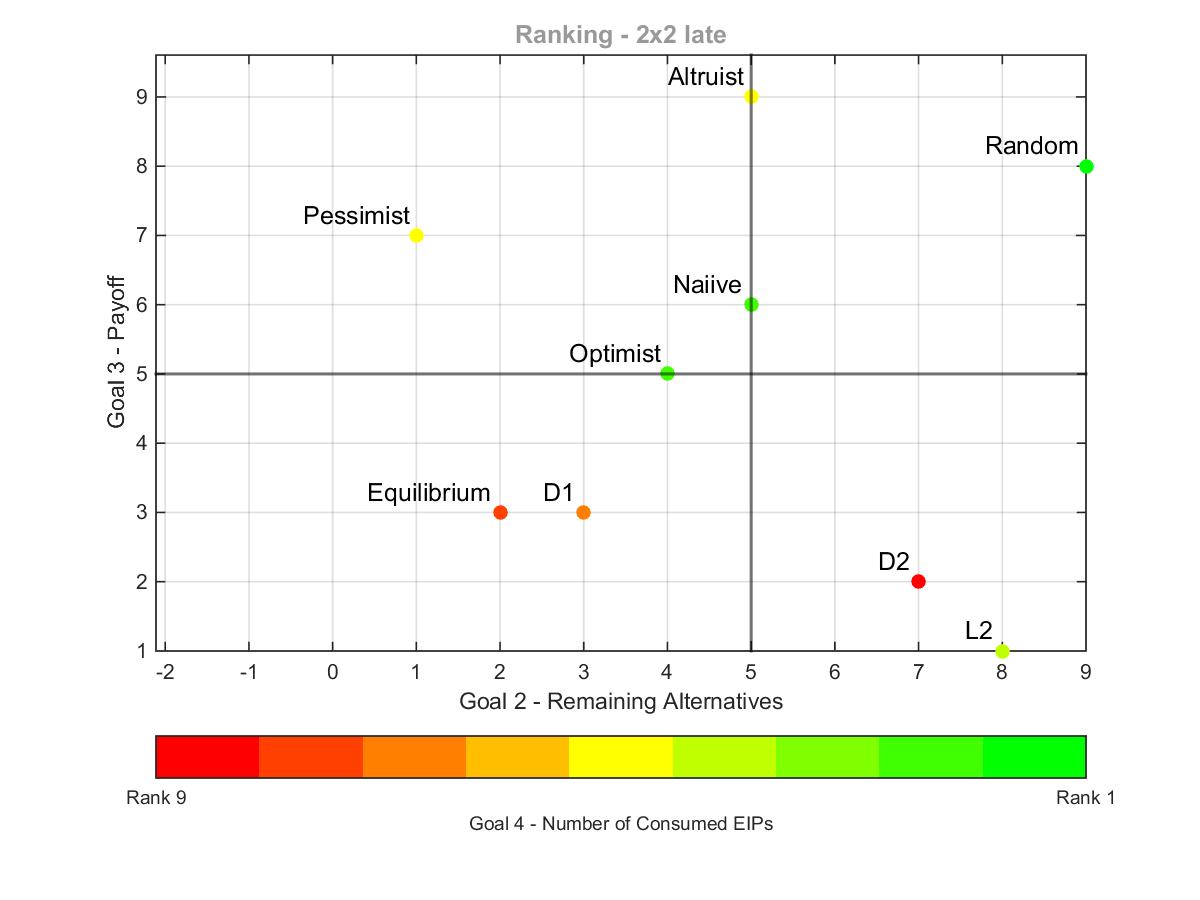 Ranking - 2x2 late
Altruist
Random
Pessimist
Naiive
Optimist
Equilibrium
D1
D2
L2
9
8
7
6
5
4
3
2
1
Goal 3 - Payoff
-2 -1 0 1 2 3 4 5 6 7 8 9
Goal 2 - Remaining Alternatives
Rank 9 Rank 1
Goal 4 - Number of Consumed EIPs